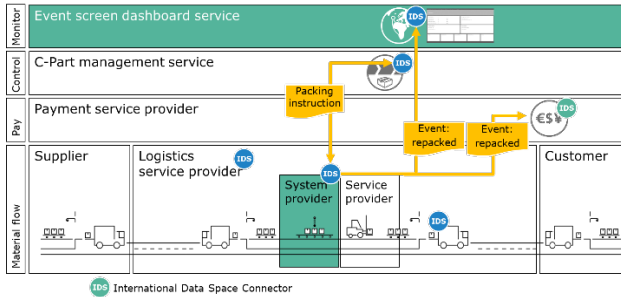 Monitor
Event screen dashboard service
IDS
Control
C-Part management service
IDS
Packing
instruction
Pay
Payment service provider
€$¥
IDS
Event:
repacked
Event:
repacked
Material flow
Supplier
Logistics
service provider
IDS
System
provider
IDS
Service
provider
IDS
Customer
IDS
International Data Space Connector